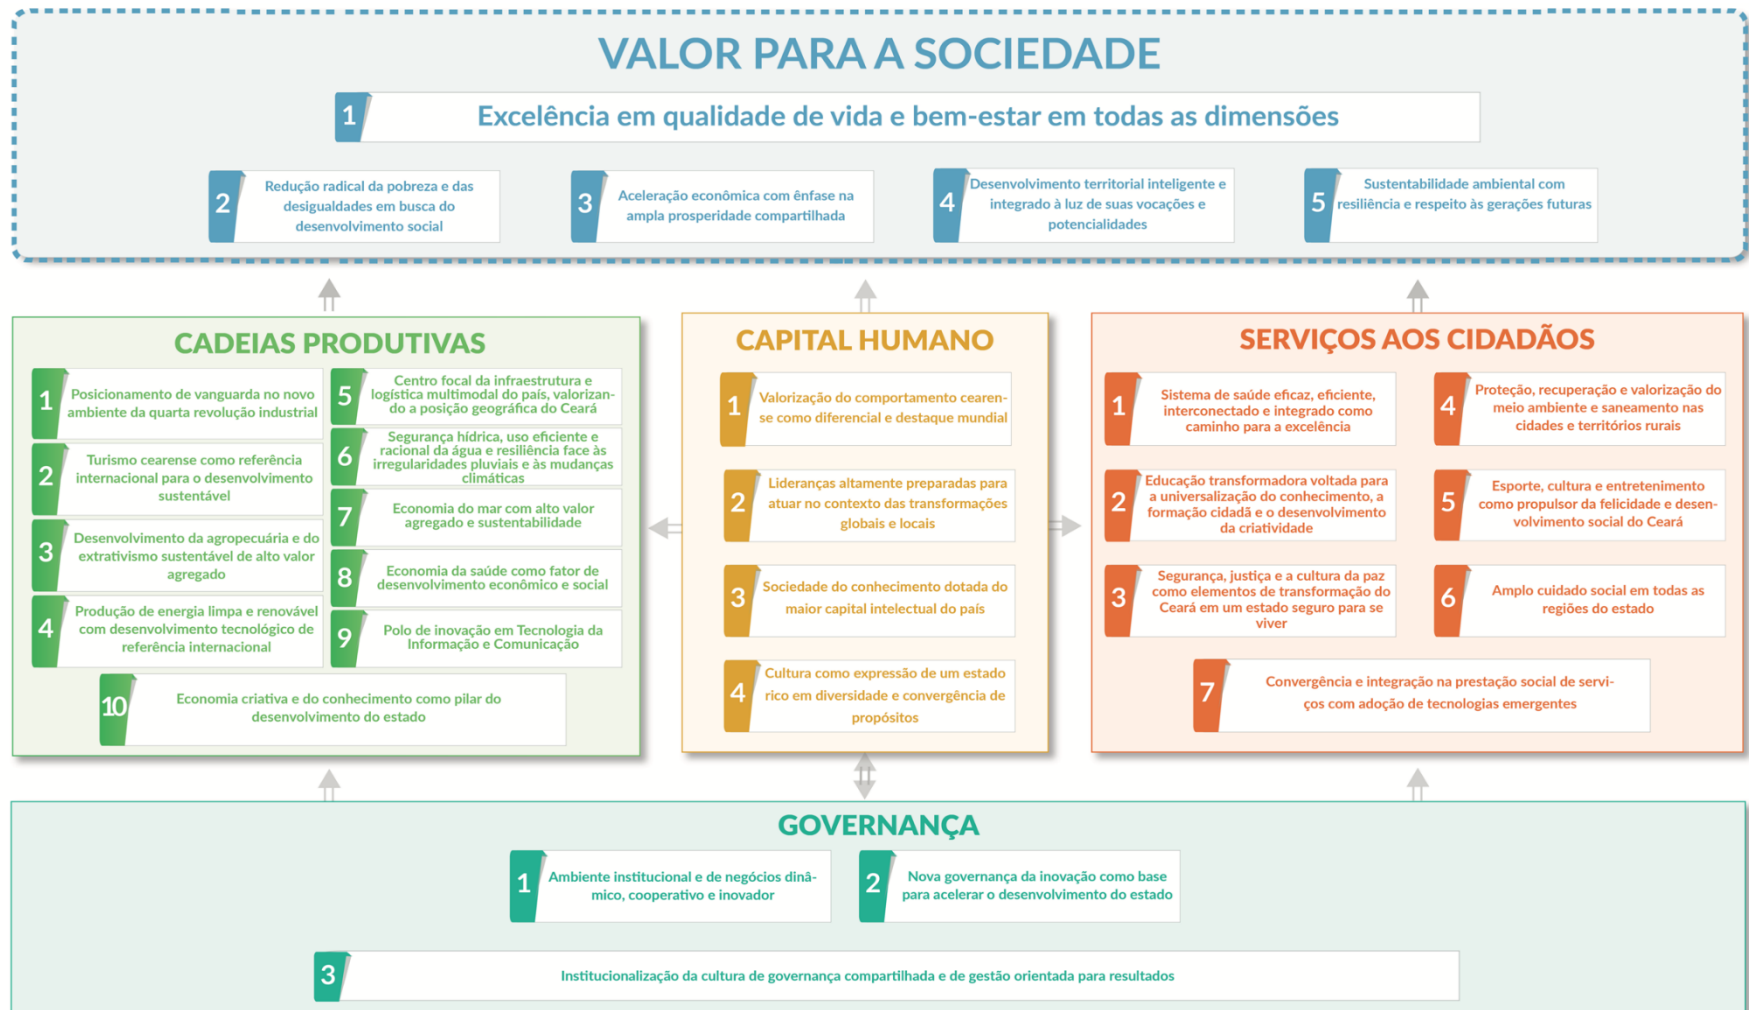 VALOR PARA A SOCIEDADE
1
Excelência em qualidade de vida e bem-estar em todas as dimensões
2
Redução radical da pobreza e das
desigualdades em busca do
desenvolvimento social
3
Aceleração econômica com ênfase na
ampla prosperidade compartilhada
4
Desenvolvimento territorial inteligente e
integrado à luz de suas vocações e
potencialidades
5
Sustentabilidade ambiental com
resiliência e respeito às gerações futuras
CADEIAS PRODUTIVAS
1
Posicionamento de vanguarda no novo
ambiente da quarta revolução industrial
2
Turismo cearense como referência
internacional para o desenvolvimento
sustentável
3
Desenvolvimento da agropecuária e do
extrativismo sustentável de alto valor
agregado
4
Produção de energia limpa e renovável
com desenvolvimento tecnológico de
referência internacional
5
Centro focal da infraestrutura e
logística multimodal do país, valorizan-
do a posição geográfica do Ceará
6
Segurança hídrica, uso eficiente e
racional da água e resiliência face às
irregularidades pluviais e às mudanças
climáticas
7
Economia do mar com alto valor
agregado e sustentabilidade
8
Economia da saúde como fator de
desenvolvimento econômico e social
9
Polo de inovação em Tecnologia da
Informação e Comunicação
10
Economia criativa e do conhecimento como pilar do
desenvolvimento do estado
CAPITAL HUMANO
1
Valorização do comportamento cearen-
se como diferencial e destaque mundial
2
Lideranças altamente preparadas para
atuar no contexto das transformações
globais e locais
3
Sociedade do conhecimento dotada do
maior capital intelectual do país
4
Cultura como expressão de um estado
rico em diversidade e convergência de
propósitos
SERVIÇOS AOS CIDADÃOS
1
Sistema de saúde eficaz, eficiente,
interconectado e integrado como
caminho para a excelência
2
Educação transformadora voltada para
a universalização do conhecimento, a
formação cidadã e o desenvolvimento
da criatividade
3
Segurança, justiça e a cultura da paz
como elementos de transformação do
Ceará em um estado seguro para se
viver
4
Proteção, recuperação e valorização do
meio ambiente e saneamento nas
cidades e territórios rurais
5
Esporte, cultura e entretenimento
como propulsor da felicidade e desen-
volvimento social do Ceará
6
Amplo cuidado social em todas as
regiões do estado
7
Convergência e integração na prestação social de servi-
ços com adoção de tecnologias emergentes
GOVERNANÇA
1
Ambiente institucional e de negócios dinâ-
mico, cooperativo e inovador
2
Nova governança da inovação como base
para acelerar o desenvolvimento do estado
3
Institucionalização da cultura de governança compartilhada e de gestão orientada para resultados